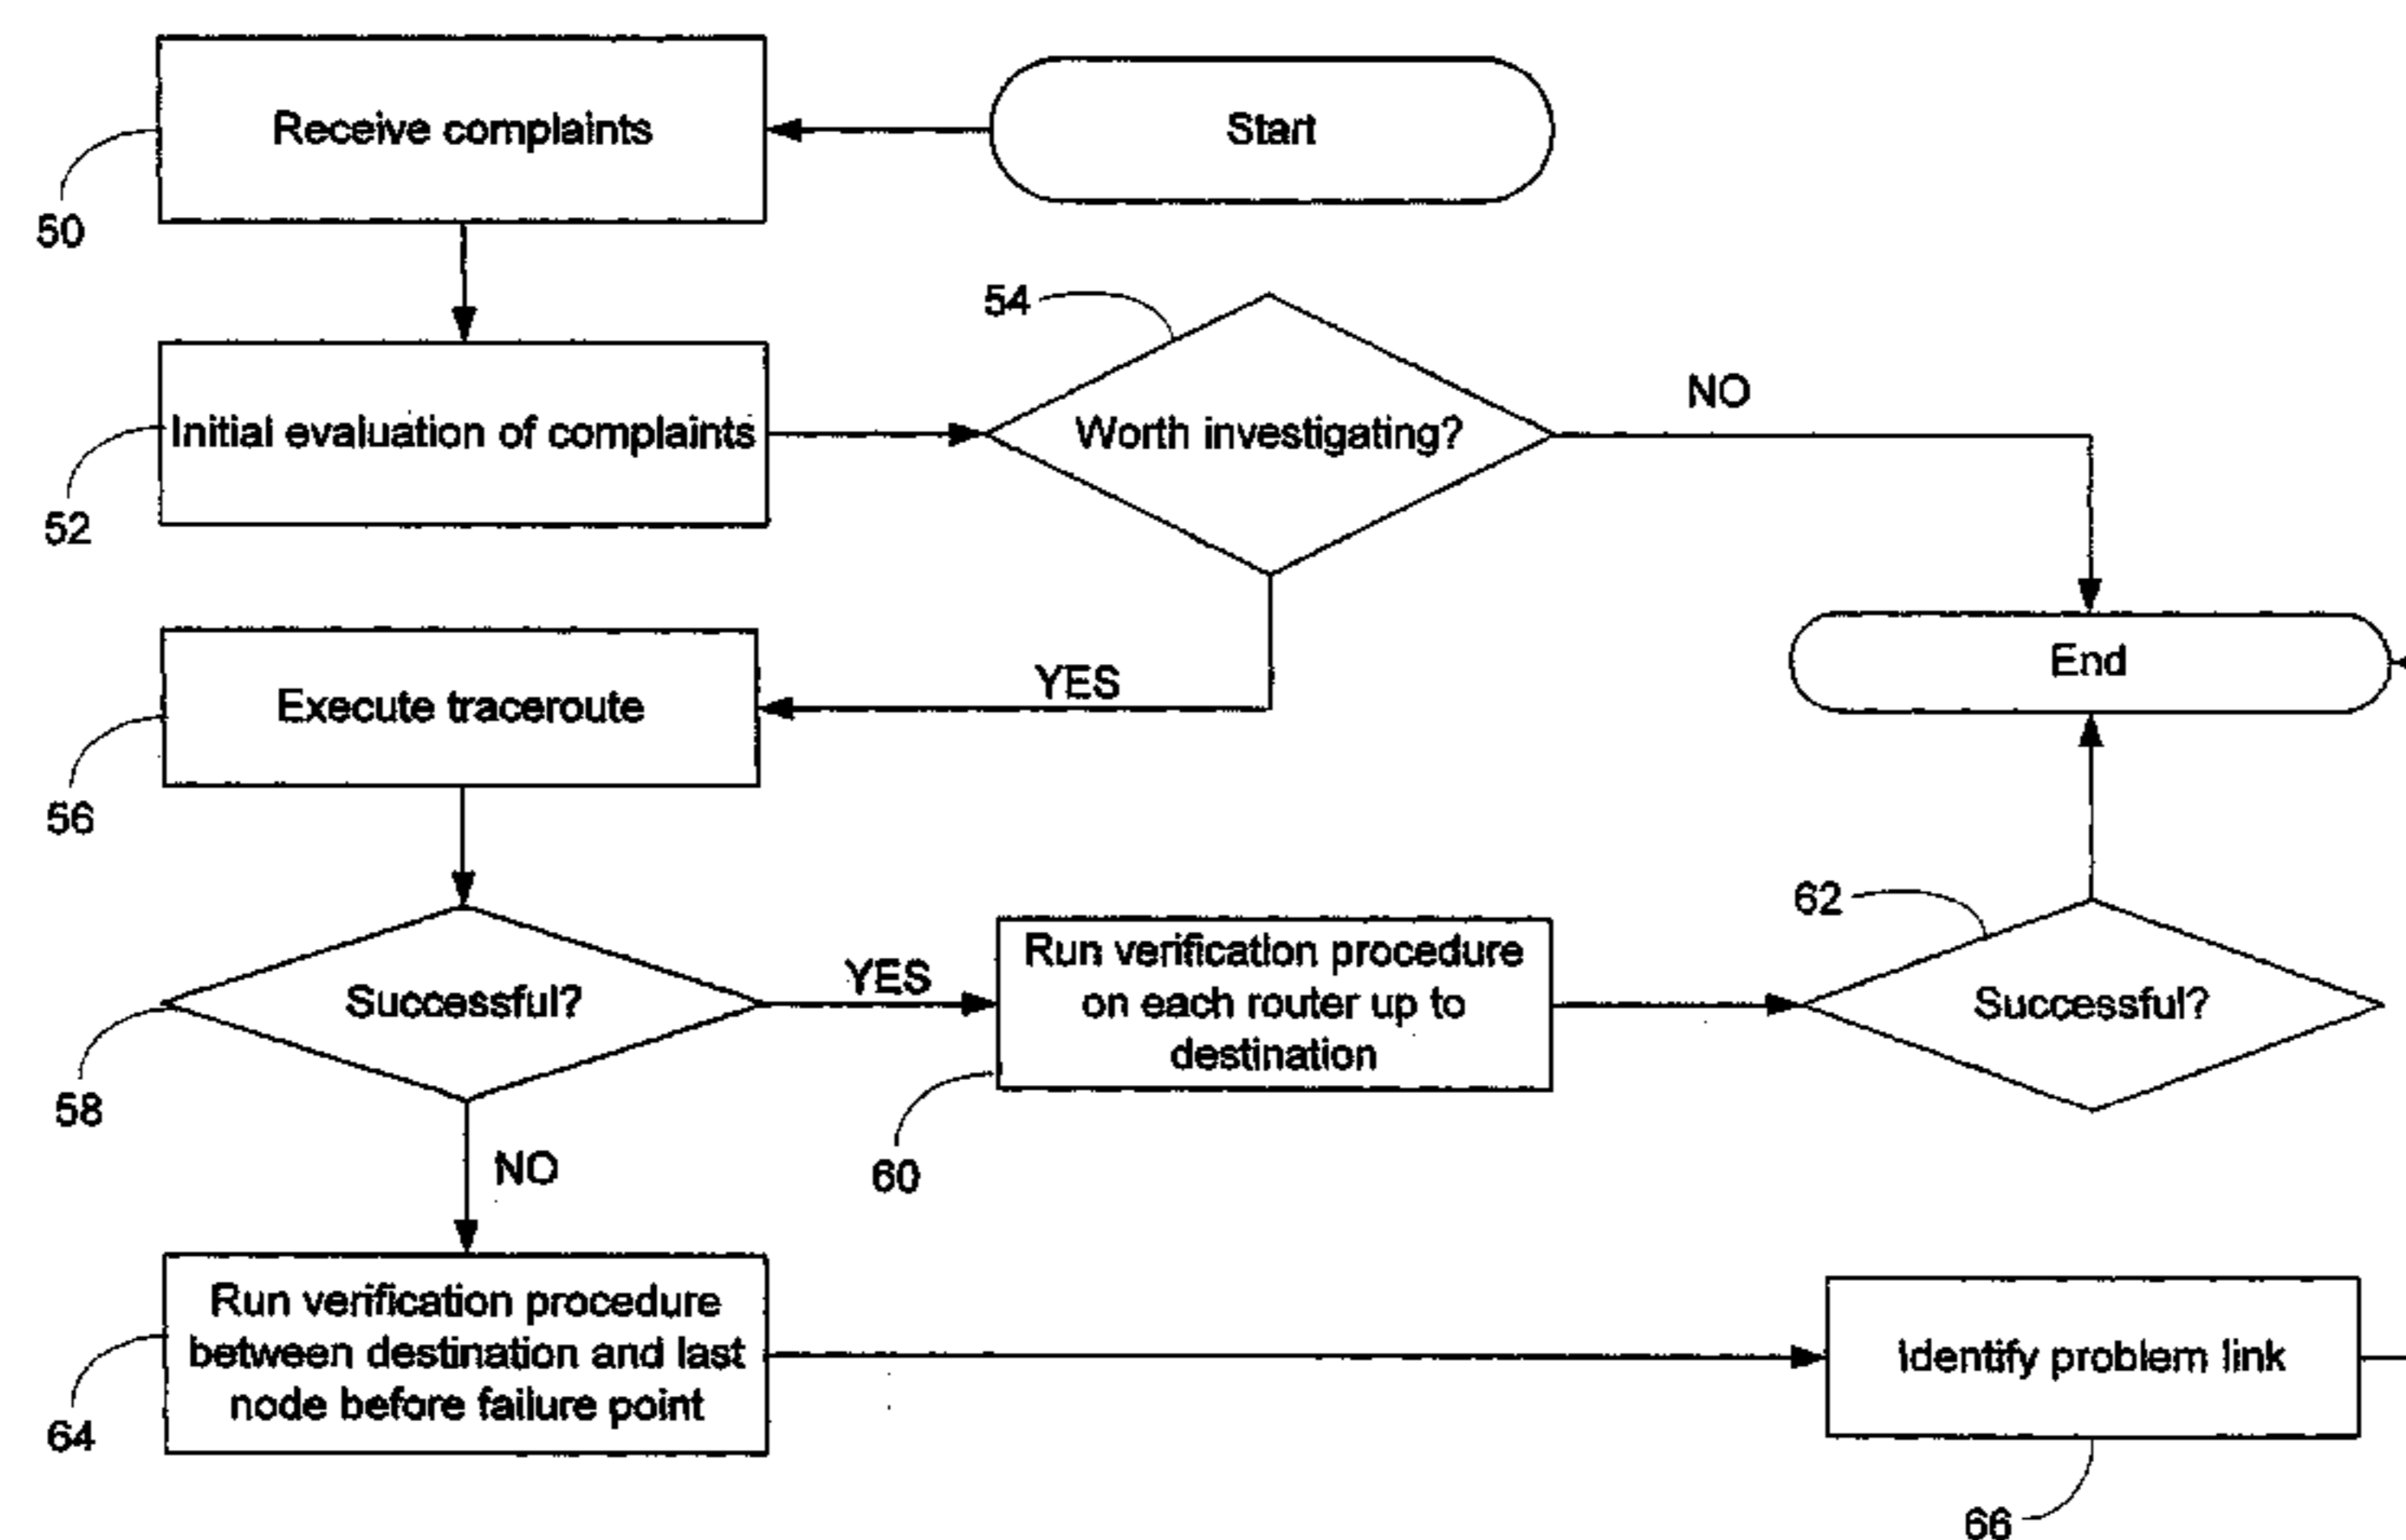 Receive complaints
Start
50
54
Initial evaluation of complaints
Worth investigating?
NO
52
YES
End
Execute traceroute
56
62
Successful?
YES
Run verification procedure
on each router up to
destination
Successful?
58
60
NO
Run verification procedure
between destination and last
node before failure point
Identify problem link
64
66